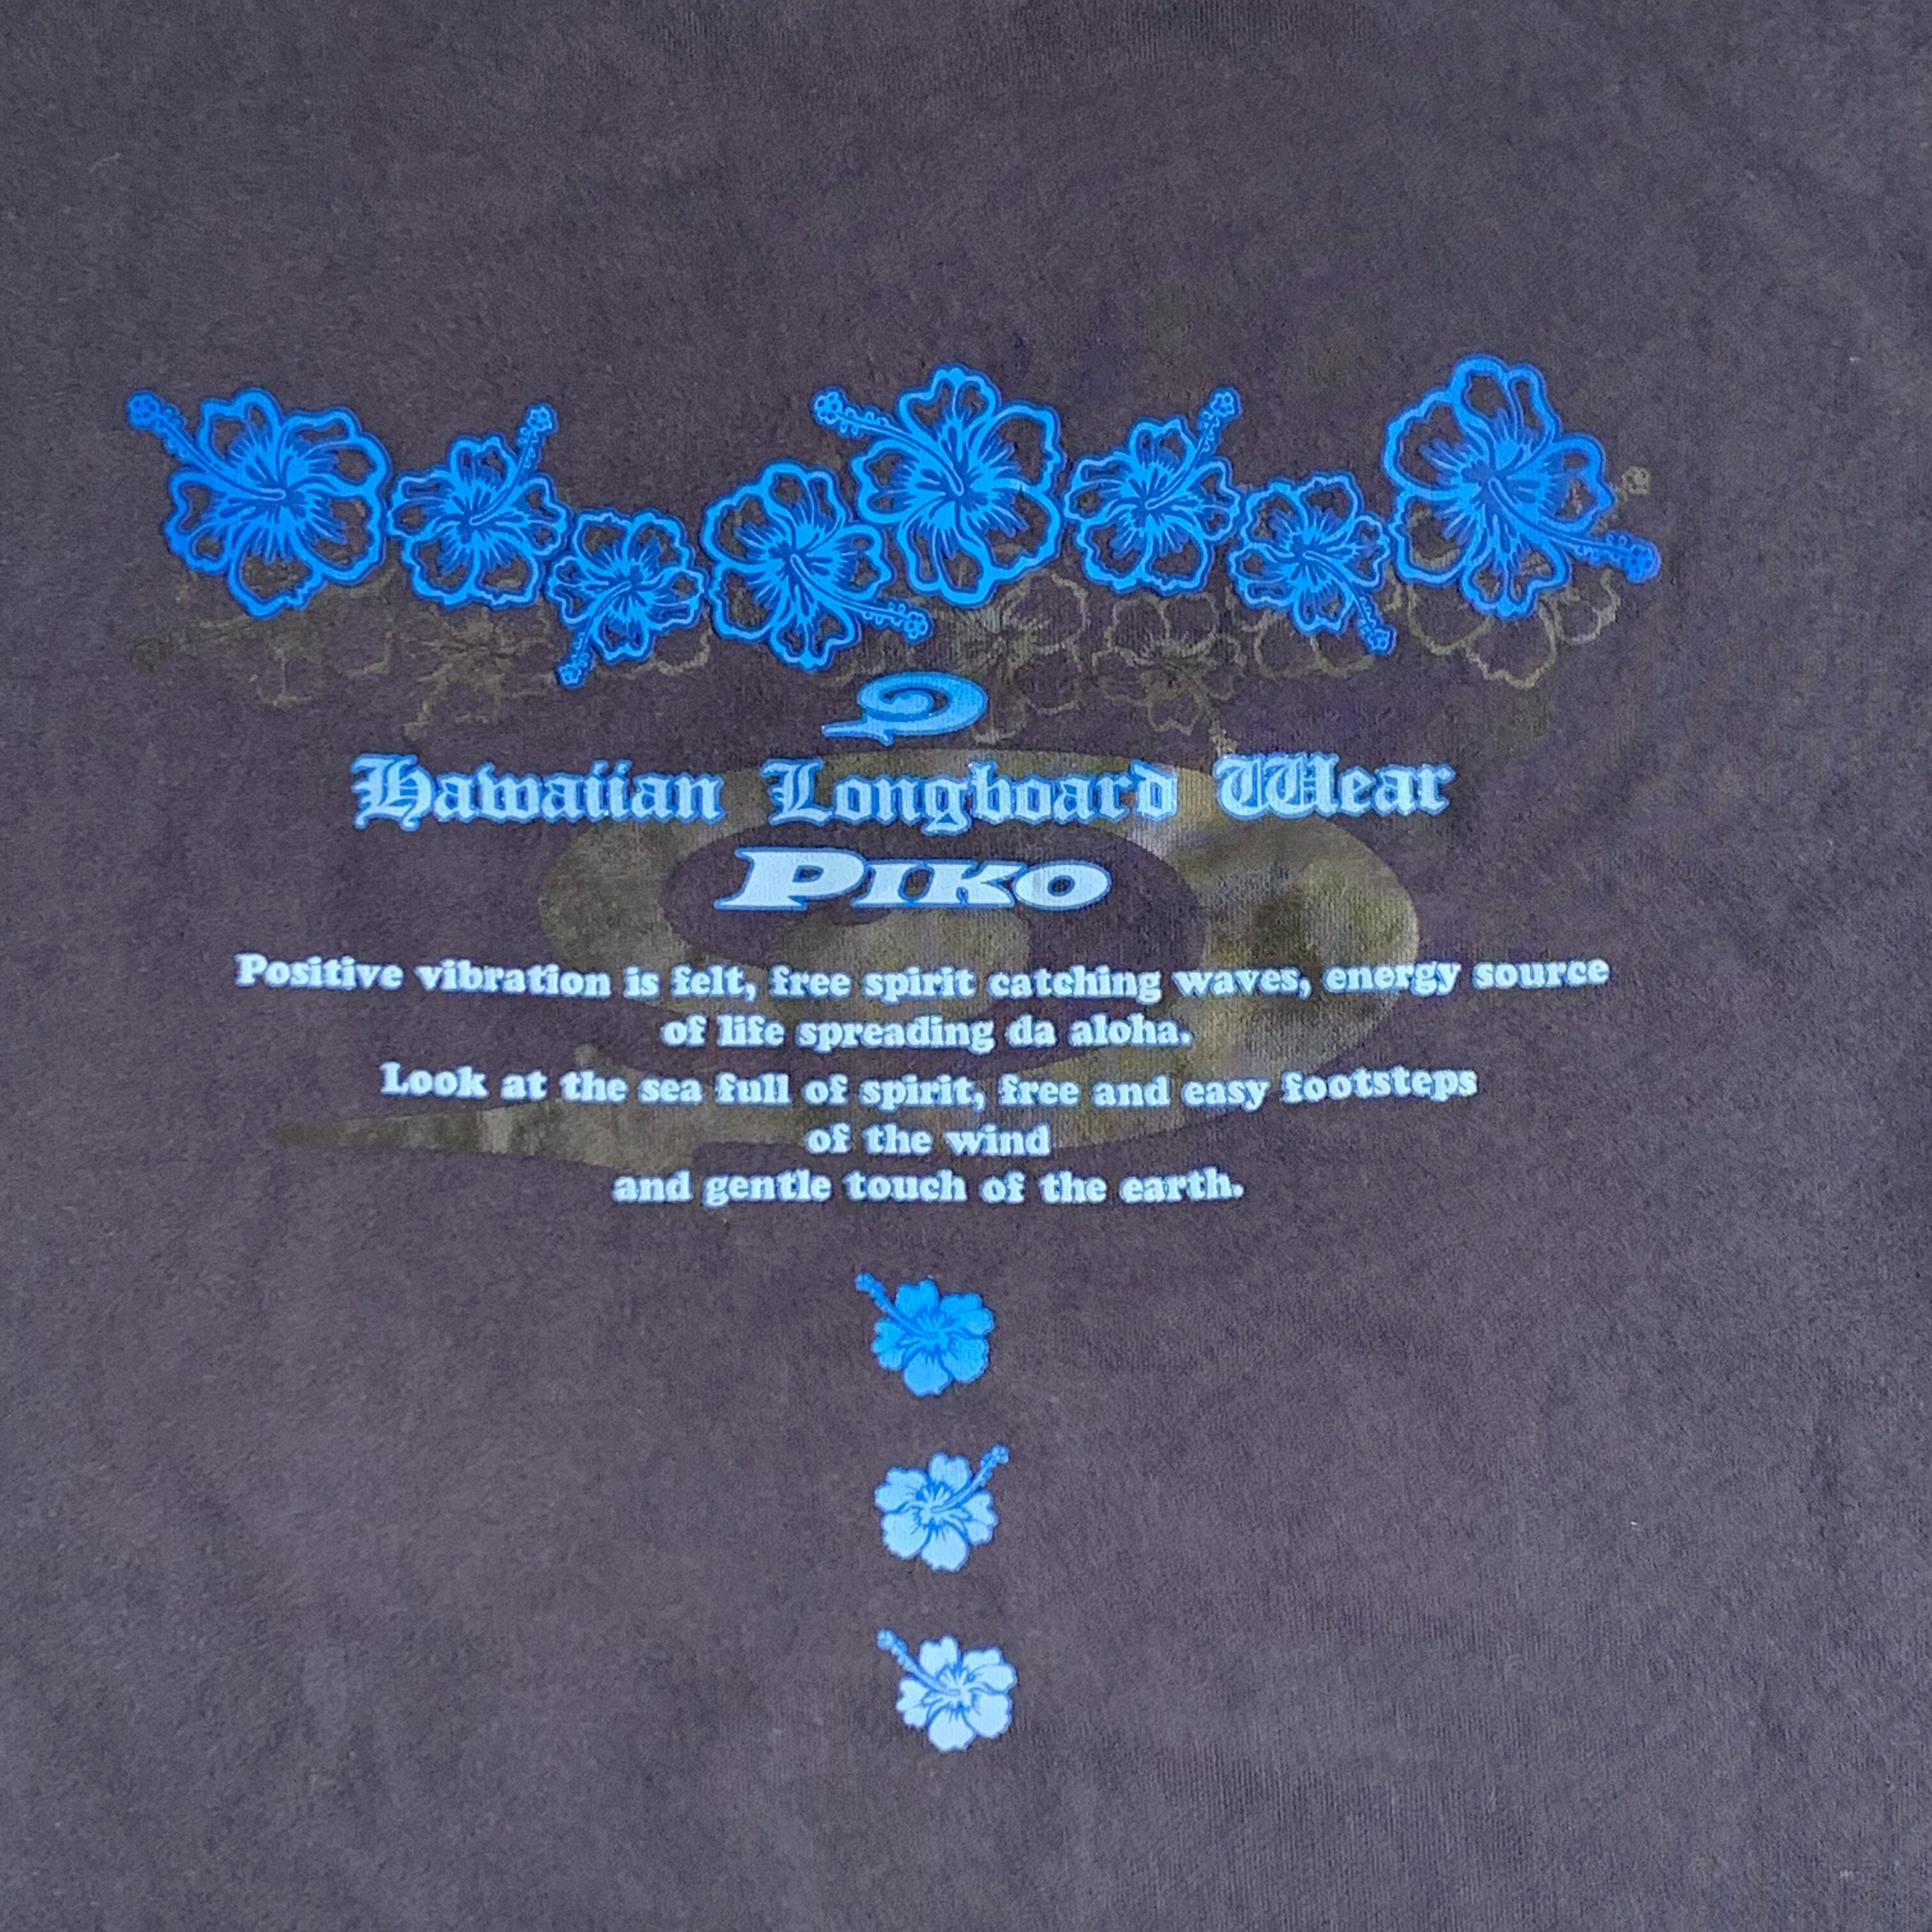 Hawaiian Longboard Wear
PIKO
Positive vibration is felt, free spirit catching waves, energy source
of life spreading da aloha.
Look at the sea full of spirit, free and easy footsteps
of the wind
and gentle touch of the earth.